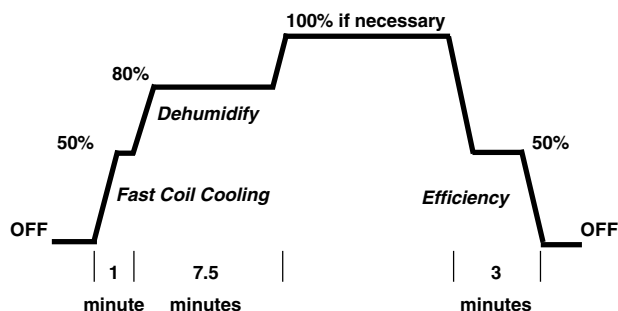 100% if necessary
80%
Dehumidify
50%
50%
Fast Coil Cooling
Efficiency
OFF
OFF
1
7.5
3
minute
minutes
minutes